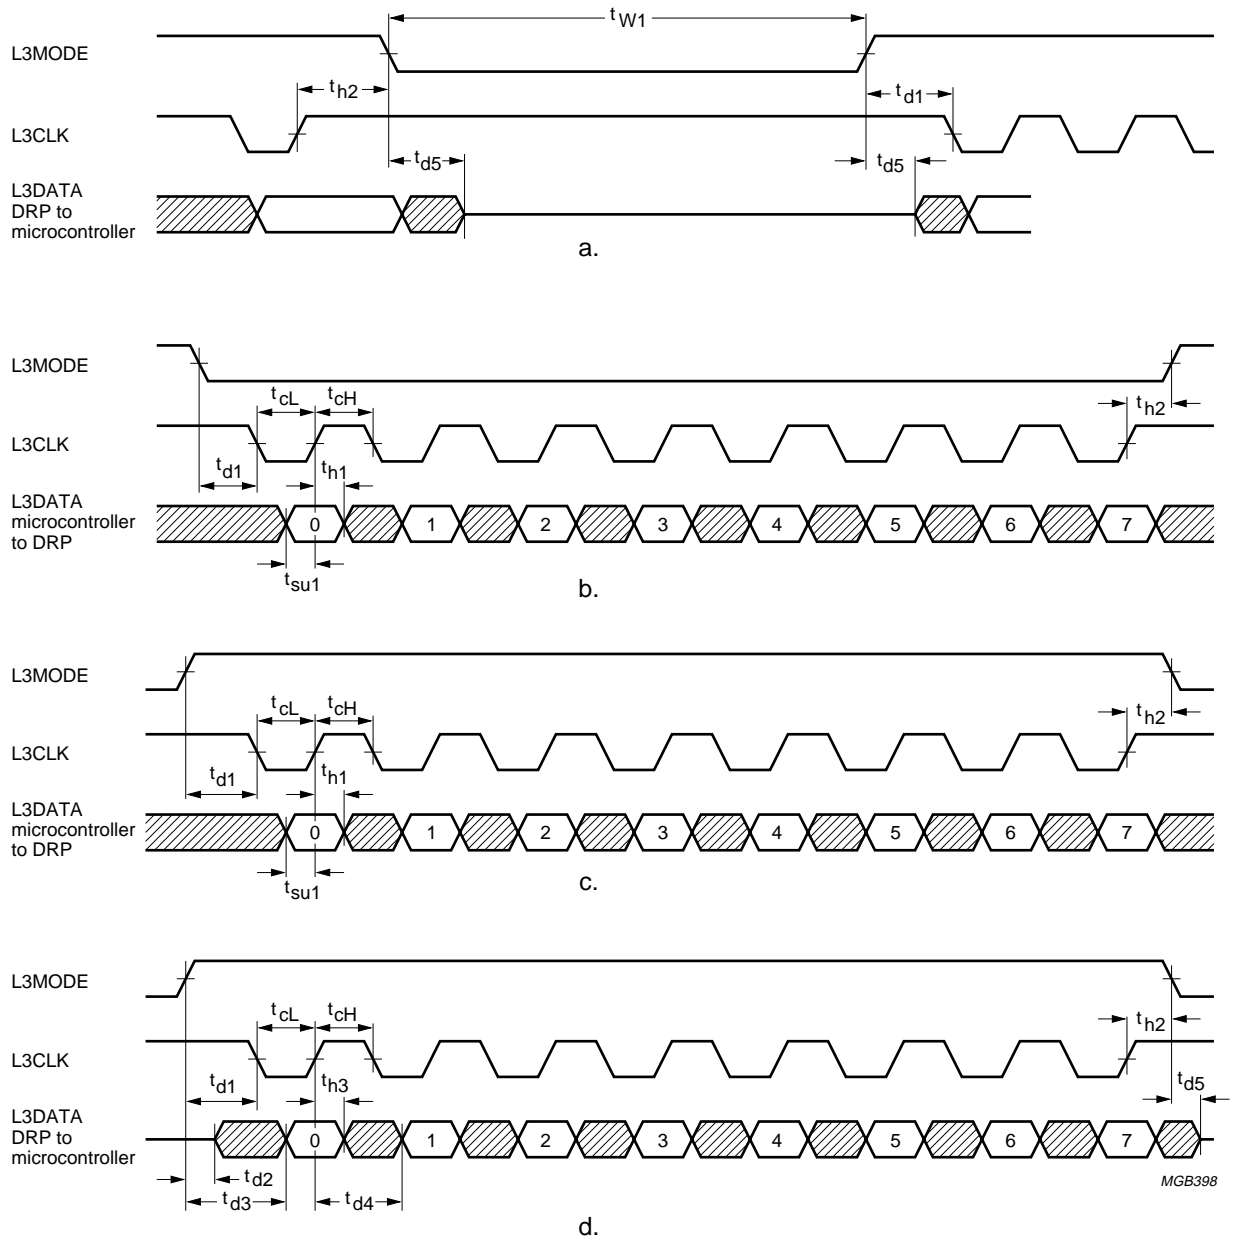 tW1
L3MODE
th2
td1
L3CLK
td5
td5
L3DATA
DRP to
microcontroller
a.
L3MODE
tcL
tcH
th2
L3CLK
td1
th1
L3DATA
microcontroller
to DRP
0 1 2 3 4 5 6 7
tsu1
b.
L3MODE
tcL
tcH
th2
L3CLK
td1
th1
L3DATA
microcontroller
to DRP
0 1 2 3 4 5 6 7
tsu1
c.
L3MODE
tcL
tcH
th2
L3CLK
td1
th3
td5
L3DATA
DRP to
microcontroller
0 1 2 3 4 5 6 7
td2
td3
td4
MGB398
d.